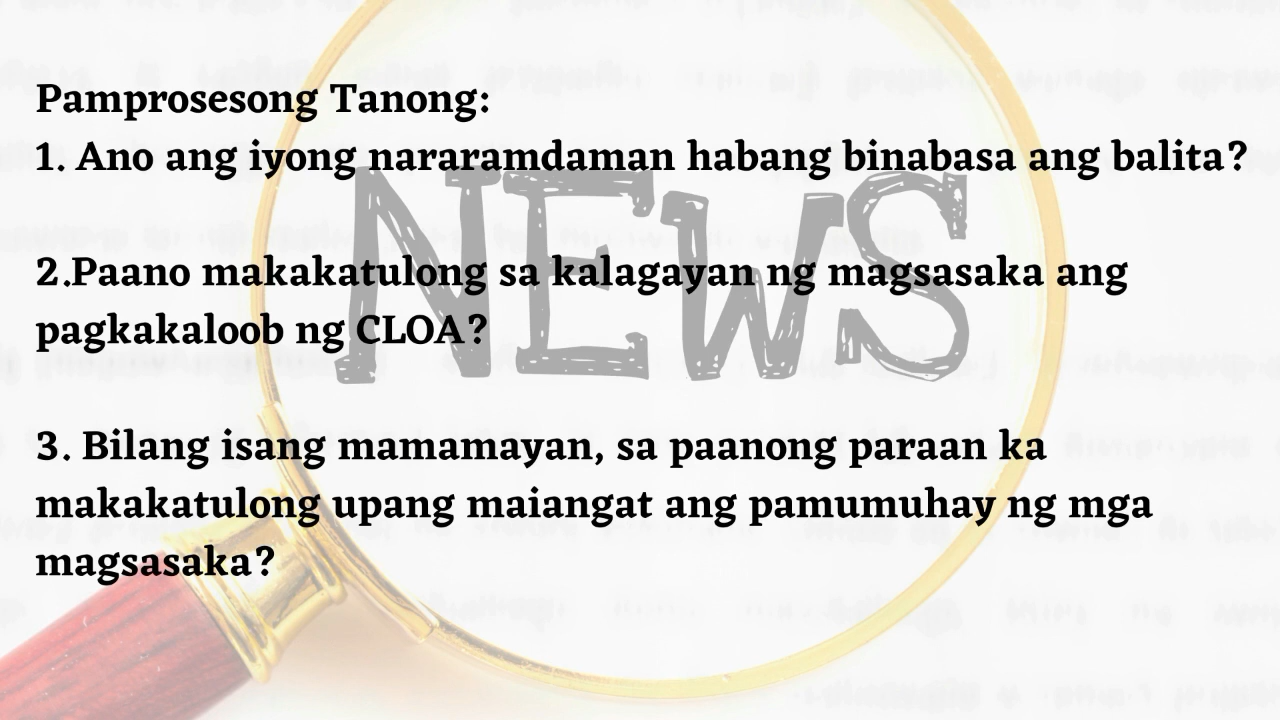 Pamprosesong Tanong:
1. Ano ang iyong nararamdaman habang binabasa ang balita?
NEWS
2.Paano makakatulong sa kalagayan ng magsasaka ang
pagkakaloob ng CLOA?
3. Bilang isang mamamayan, sa paanong paraan ka
makakatulong upang maiangat ang pamumuhay ng mga
magsasaka?